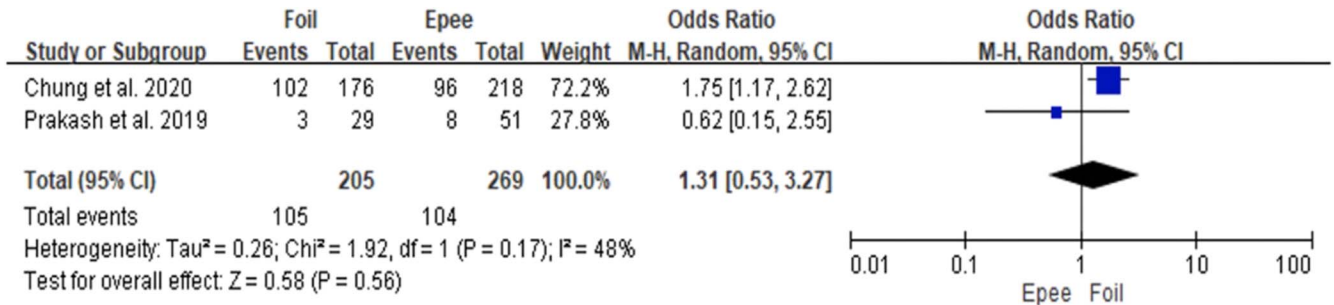 Foil Epee Odds Ratio Odds Ratio
Study or Subgroup Events Total Events Total Weight M-H, Random, 95% CI M-H, Random, 95% CI
Chung et al. 2020 102 176 96 218 72.2% 1.75 [1.17, 2.62]
Prakash et al. 2019 3 29 8 51 27.8% 0.62 [0.15, 2.55]
Total (95% CI) 205 269 100.0% 1.31 [0.53, 3.27]
Total events 105 104
Heterogeneity: Tau² = 0.26; Chi² = 1.92, df = 1 (P = 0.17); I² = 48%
Test for overall effect: Z = 0.58 (P = 0.56)
0.01 0.1 1 10 100
Epee Foil